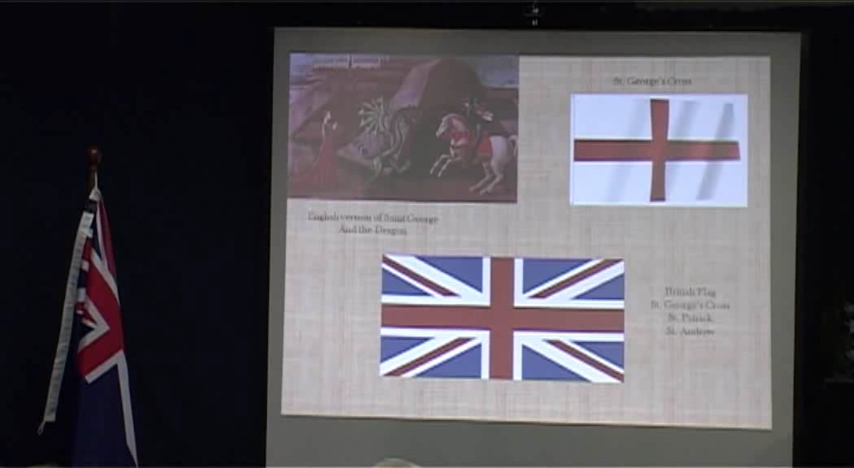 St. George's Cross
English version of Saint George
And the Dragon
British Flag
St. George's Cross
St. Patrick
St. Andrew